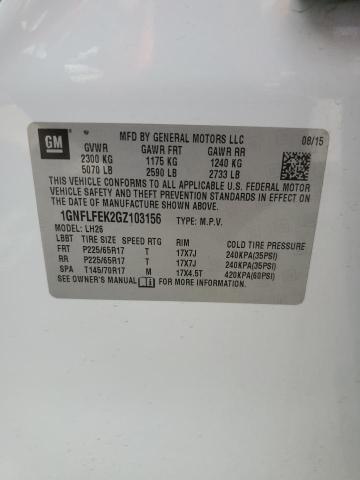 GM MFD BY GENERAL MOTORS LLC 08/15
GVWR GAWR FRT GAWR RR
2300 KG 1175 KG 1240 KG
5070 LB 2590 LB 2733 LB
THIS VEHICLE CONFORMS TO ALL APPLICABLE U.S. FEDERAL MOTOR
VEHICLE SAFETY AND THEFT PREVENTION STANDARDS IN EFFECT ON
THE DATE OF MANUFACTURE SHOWN ABOVE.
1GNFLFEK2GZ103156 TYPE: M.P.V.
MODEL: LH26
LBBT TIRE SIZE SPEED RTG RIM COLD TIRE PRESSURE
FRT P225/65R17 T 17X7J 240KPA(35PSI)
RR P225/65R17 T 17X7J 240KPA(35PSI)
SPA T145/70R17 M 17X4.5T 420KPA(60PSI)
SEE OWNER'S MANUAL FOR MORE INFORMATION